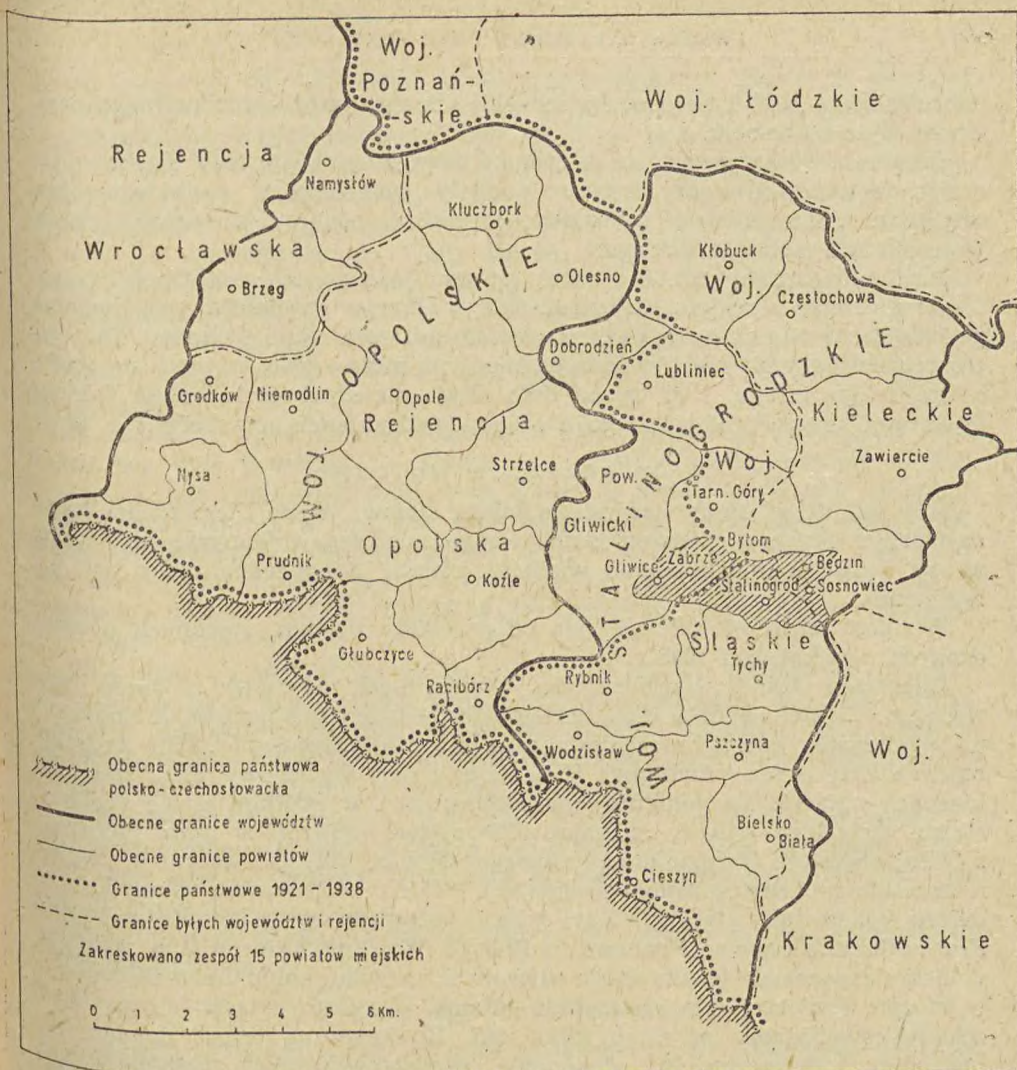 Woj.
Poznań-
-skie
Woj. Łódzkie
Rejencja
Namysłów
Kluczbork
Wrocławska
Kłobuck
Woj.
Olesno
Brzeg
Częstochowa
WOJ. OPOLSKIE
Dobrodzień
Lubliniec
Grodków
Niemodlin
Opole
Rejencja
Kieleckie
WOJ. STALINOGRODZKIE
Woj.
Zawiercie
Strzelce
Pow.
Nysa
Tarn. Góry
Gliwicki
Opolska
Bytom
Prudnik
Koźle
Gliwice
Zabrze
Będzin
Stalinogród
Sosnowiec
Śląskie
Głubczyce
Tychy
Racibórz
Rybnik
Wodzisław
Pszczyna
Woj.
Obecna granica państwowa
polsko-czechosłowacka
Obecne granice województw
Bielsko
Biała
Obecne granice powiatów
Cieszyn
Granice państwowe 1921 - 1938
Granice byłych województw i rejencji
Krakowskie
Zakreskowano zespół 15 powiatów miejskich
0 1 2 3 4 5 6 Km.